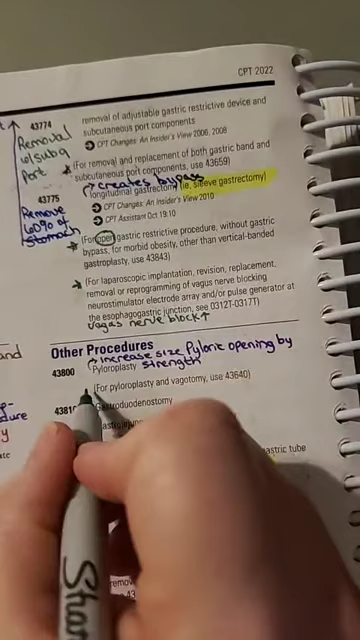 CPT 2022
43774
removal of adjustable gastric restrictive device and
subcutaneous port components
CPT Changes: An Insider's View 2006, 2008
Removal
w/subq
Port
(For removal and replacement of both gastric band and
subcutaneous port components, use 43659)
creates bypass
43775
longitudinal gastrectomy (ie, sleeve gastrectomy)
CPT Changes: An Insider's View 2010
CPT Assistant Oct 19:10
Remove
of
stomach
(For open gastric restrictive procedure, without gastric
bypass, for morbid obesity, other than vertical-banded
gastroplasty, use 43843)
(For laparoscopic implantation, revision, replacement,
removal or reprogramming of vagus nerve blocking
neurostimulator electrode array and/or pulse generator at
the esophagogastric junction, see 0312T-0317T)
vagas nerve block
and
Other Procedures
increase size Pyloric opening by
strength
43800
Pyloroplasty
(For pyloroplasty and vagotomy, use 43640)
4381
Gastroduodenostomy
gastric tube
Shar